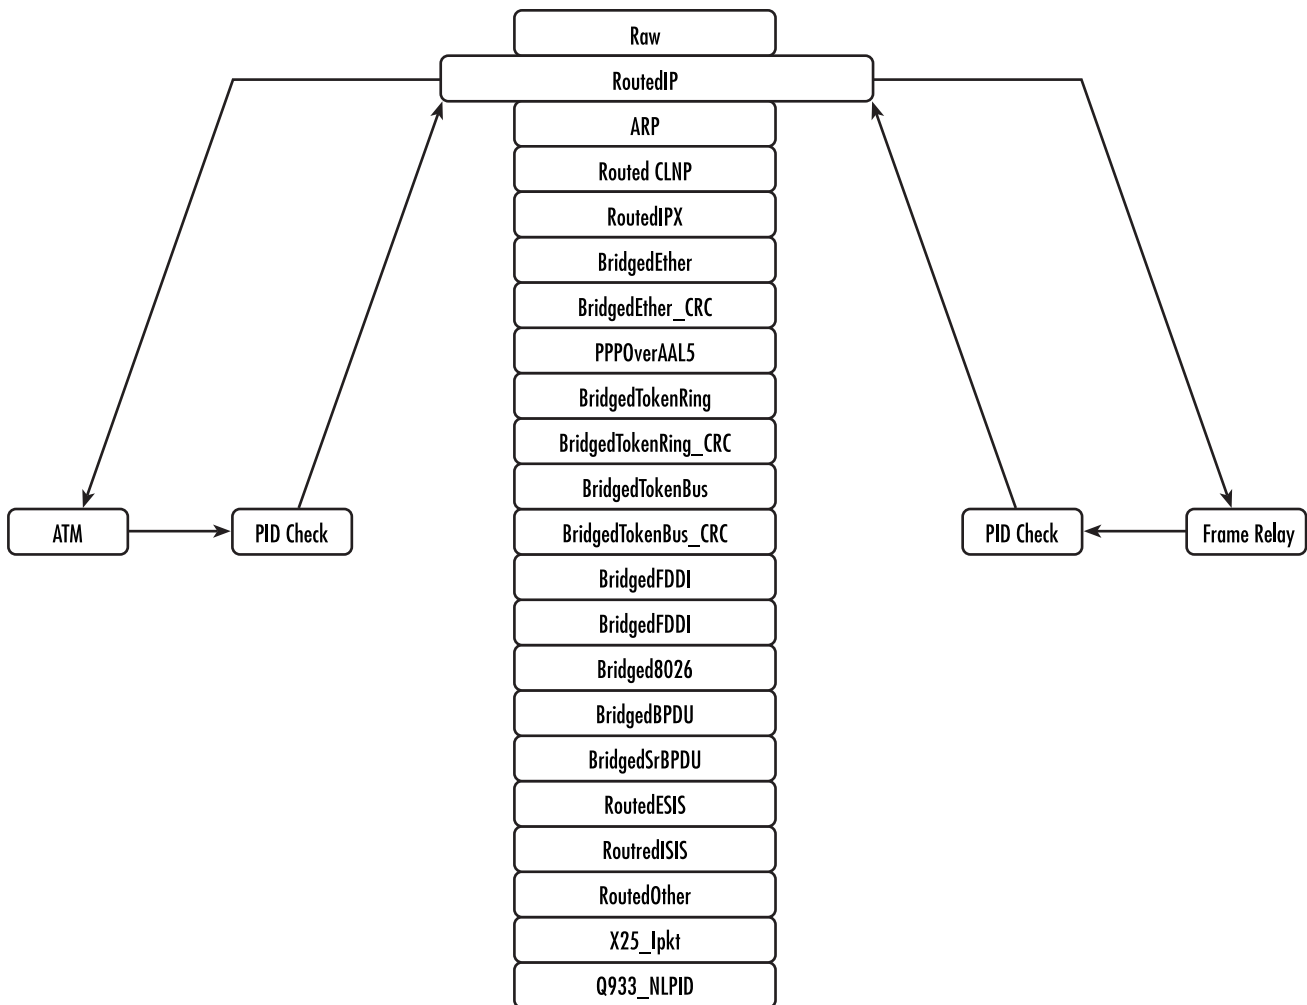 Raw
RoutedIP
ARP
Routed CLNP
RoutedIPX
BridgedEther
BridgedEther_CRC
PPPOverAAL5
BridgedTokenRing
BridgedTokenRing_CRC
BridgedTokenBus
ATM
PID Check
BridgedTokenBus_CRC
PID Check
Frame Relay
BridgedFDDI
BridgedFDDI
Bridged8026
BridgedBPDU
BridgedSrBPDU
RoutedESIS
RoutredISIS
RoutedOther
X25_Ipkt
Q933_NLPID